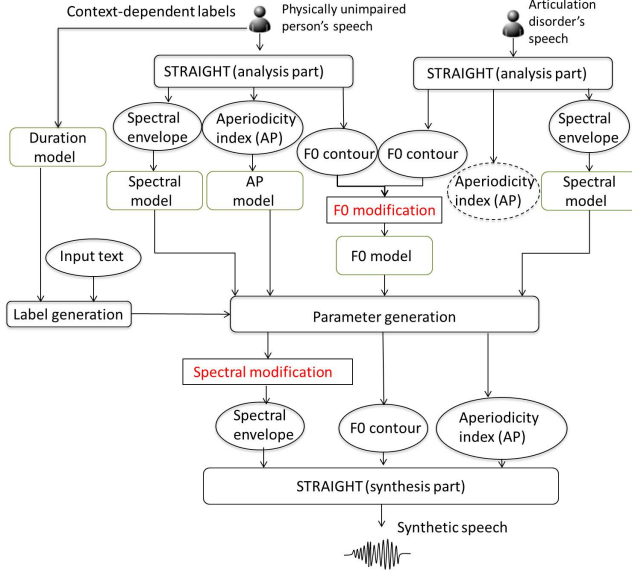 Context-dependent labels
Physically unimpaired
person's speech
Articulation
disorder's
speech
STRAIGHT (analysis part)
STRAIGHT (analysis part)
Duration
model
Spectral
envelope
Aperiodicity
index (AP)
F0 contour
F0 contour
Aperiodicity
index (AP)
Spectral
envelope
Spectral
model
AP
model
F0 modification
Spectral
model
Input text
F0 model
Label generation
Parameter generation
Spectral modification
Spectral
envelope
F0 contour
Aperiodicity
index (AP)
STRAIGHT (synthesis part)
Synthetic speech